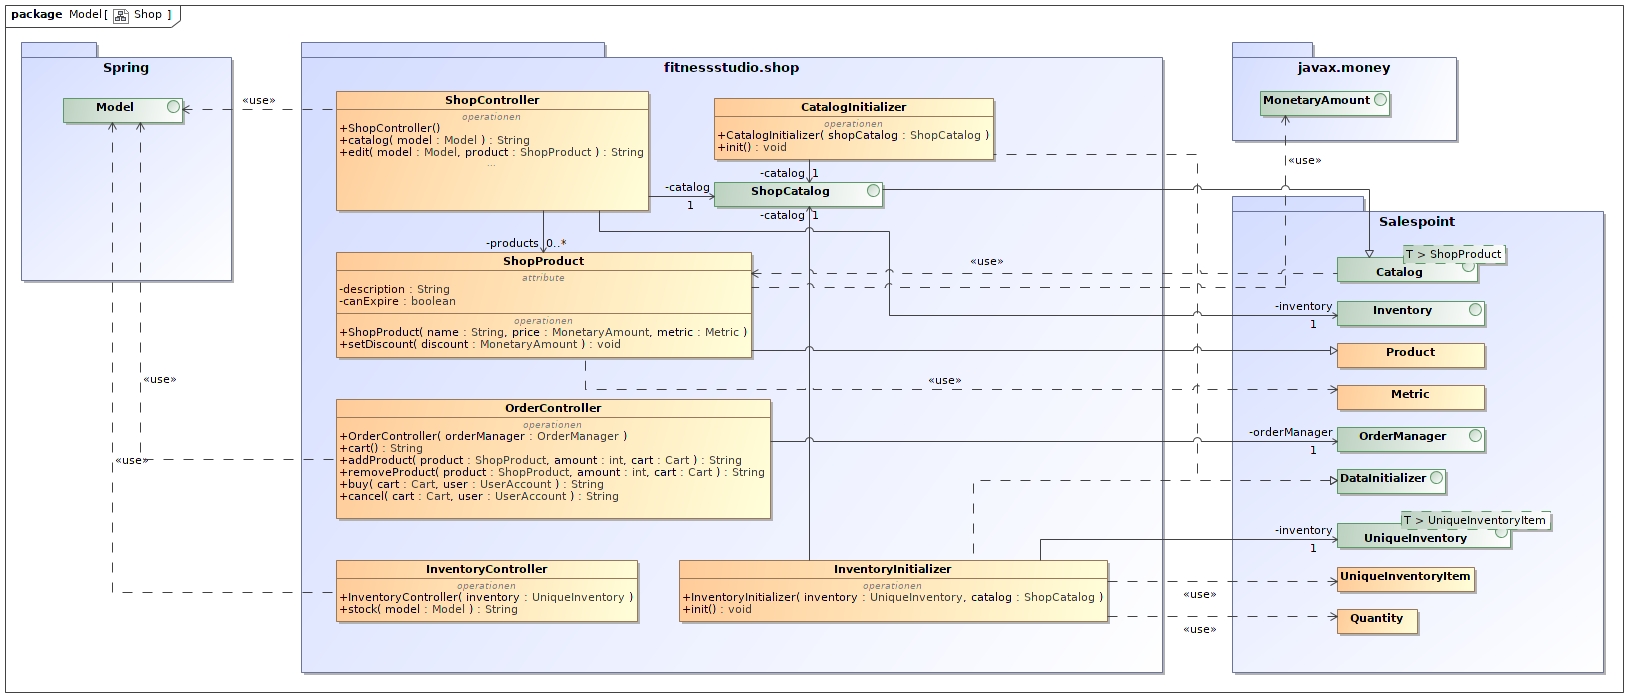 package Model [ Shop ]
Spring
Model
«use»
«use»
«use»
fitnessstudio.shop
ShopController
operationen
+ShopController()
+catalog( model : Model ) : String
+edit( model : Model, product : ShopProduct ) : String
...
CatalogInitializer
operationen
+CatalogInitializer( shopCatalog : ShopCatalog )
+init() : void
-catalog 1
-catalog
1
ShopCatalog
-catalog 1
-products 0..*
ShopProduct
attribute
-description : String
-canExpire : boolean
operationen
+ShopProduct( name : String, price : MonetaryAmount, metric : Metric )
+setDiscount( discount : MonetaryAmount ) : void
«use»
«use»
OrderController
operationen
+OrderController( orderManager : OrderManager )
+cart() : String
+addProduct( product : ShopProduct, amount : int, cart : Cart ) : String
+removeProduct( product : ShopProduct, amount : int, cart : Cart ) : String
+buy( cart : Cart, user : UserAccount ) : String
+cancel( cart : Cart, user : UserAccount ) : String
InventoryController
operationen
+InventoryController( inventory : UniqueInventory )
+stock( model : Model ) : String
InventoryInitializer
operationen
+InventoryInitializer( inventory : UniqueInventory, catalog : ShopCatalog )
+init() : void
javax.money
MonetaryAmount
«use»
Salespoint
T > ShopProduct
Catalog
-inventory
1
Inventory
Product
Metric
-orderManager
1
OrderManager
DataInitializer
T > UniqueInventoryItem
-inventory
1
UniqueInventory
UniqueInventoryItem
«use»
Quantity
«use»